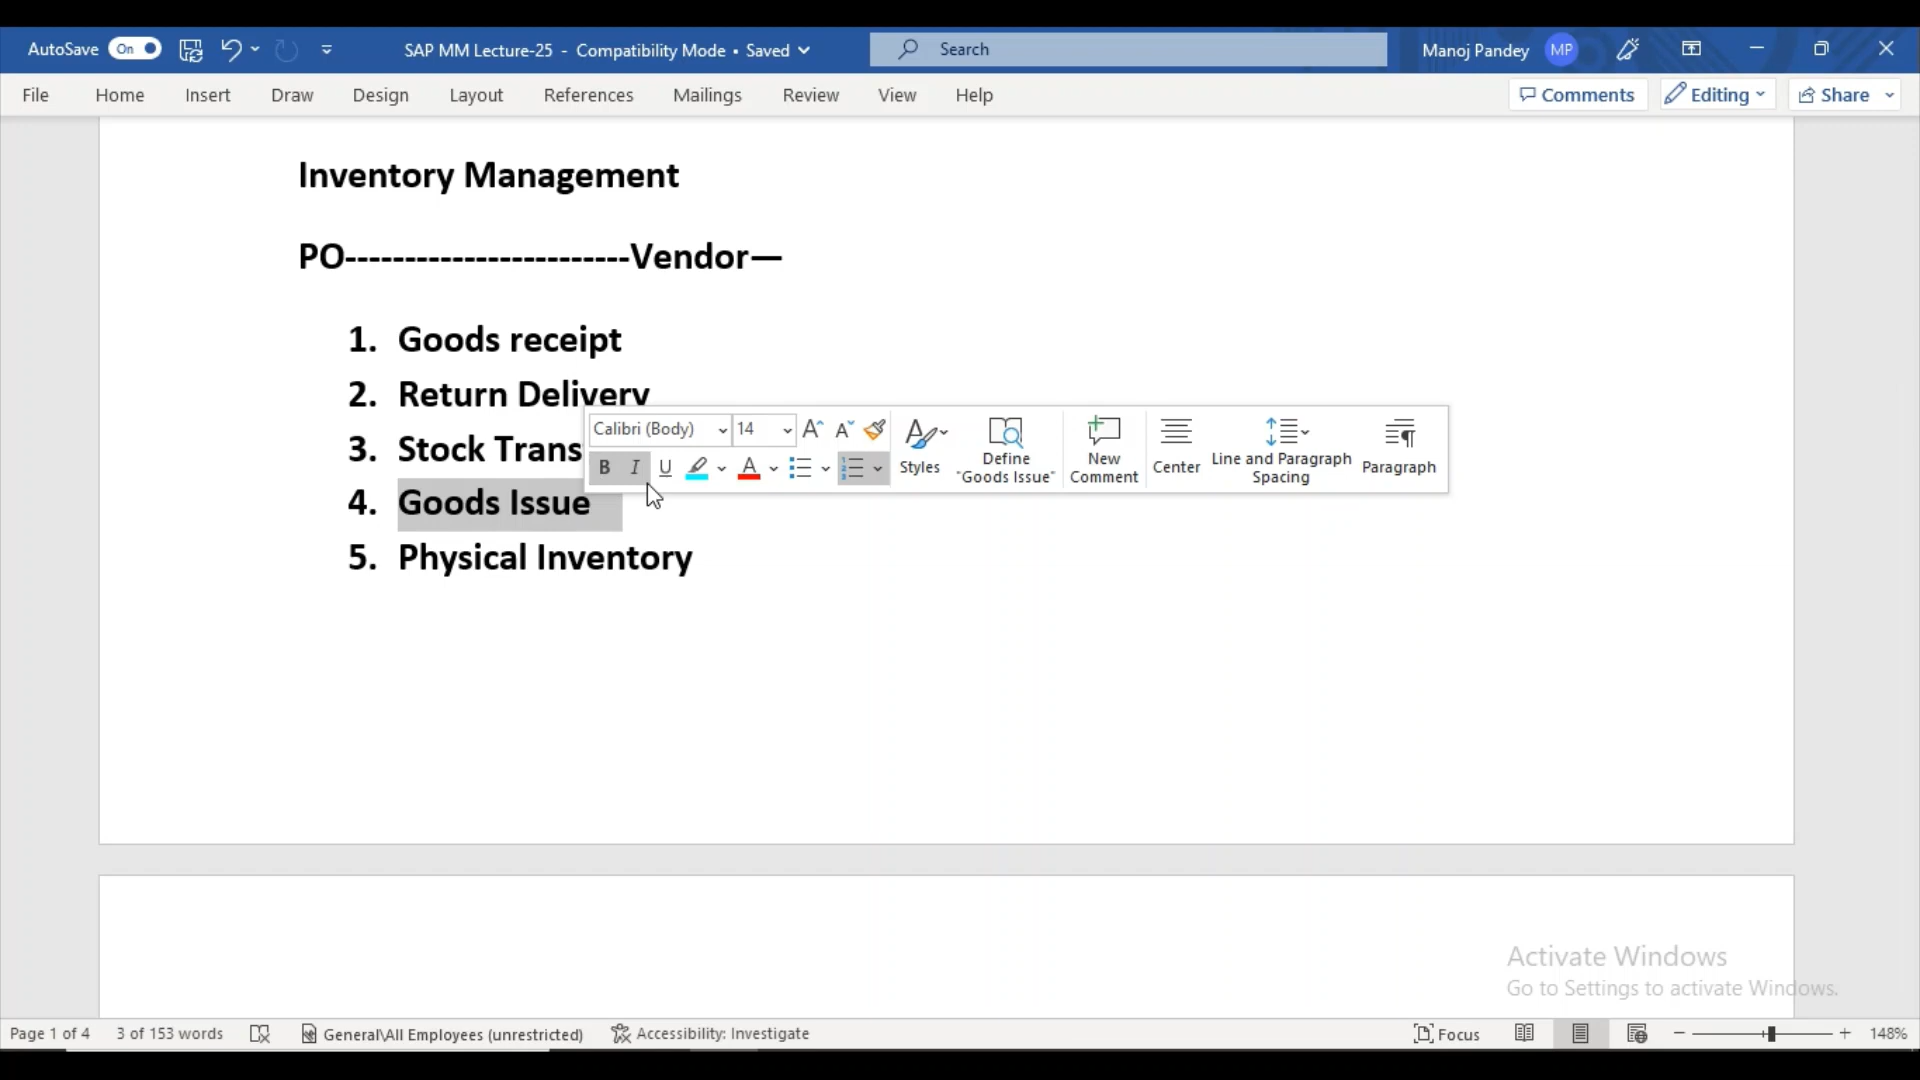 AutoSave On SAP MM Lecture-25 - Compatibility Mode • Saved Search Manoj Pandey MP
File Home Insert Draw Design Layout References Mailings Review View Help Comments Editing Share
Inventory Management
PO------------------------Vendor—
1. Goods receipt
2. Return Delivery
3. Stock Trans
4. Goods Issue
5. Physical Inventory
Calibri (Body) 14 A A
B I U A
Styles
Define
"Goods Issue"
New
Comment
Center
Line and Paragraph
Spacing
Paragraph
Activate Windows
Go to Settings to activate Windows.
Page 1 of 4 3 of 153 words General\All Employees (unrestricted) Accessibility: Investigate Focus 148%